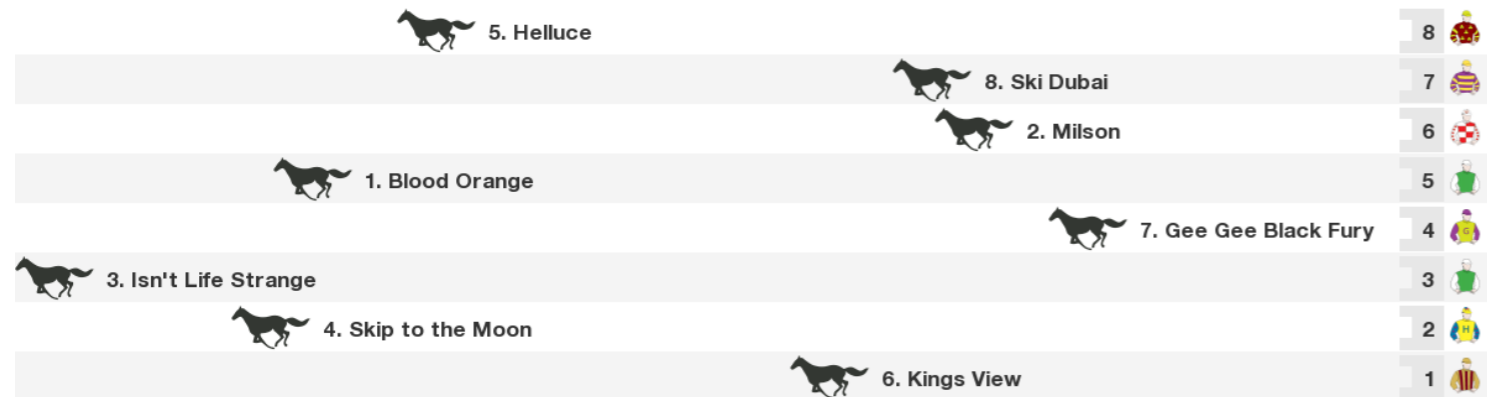 5. Helluce 8
8. Ski Dubai 7
2. Milson 6
1. Blood Orange 5
7. Gee Gee Black Fury 4 G
3. Isn't Life Strange 3
4. Skip to the Moon 2 H
6. Kings View 1